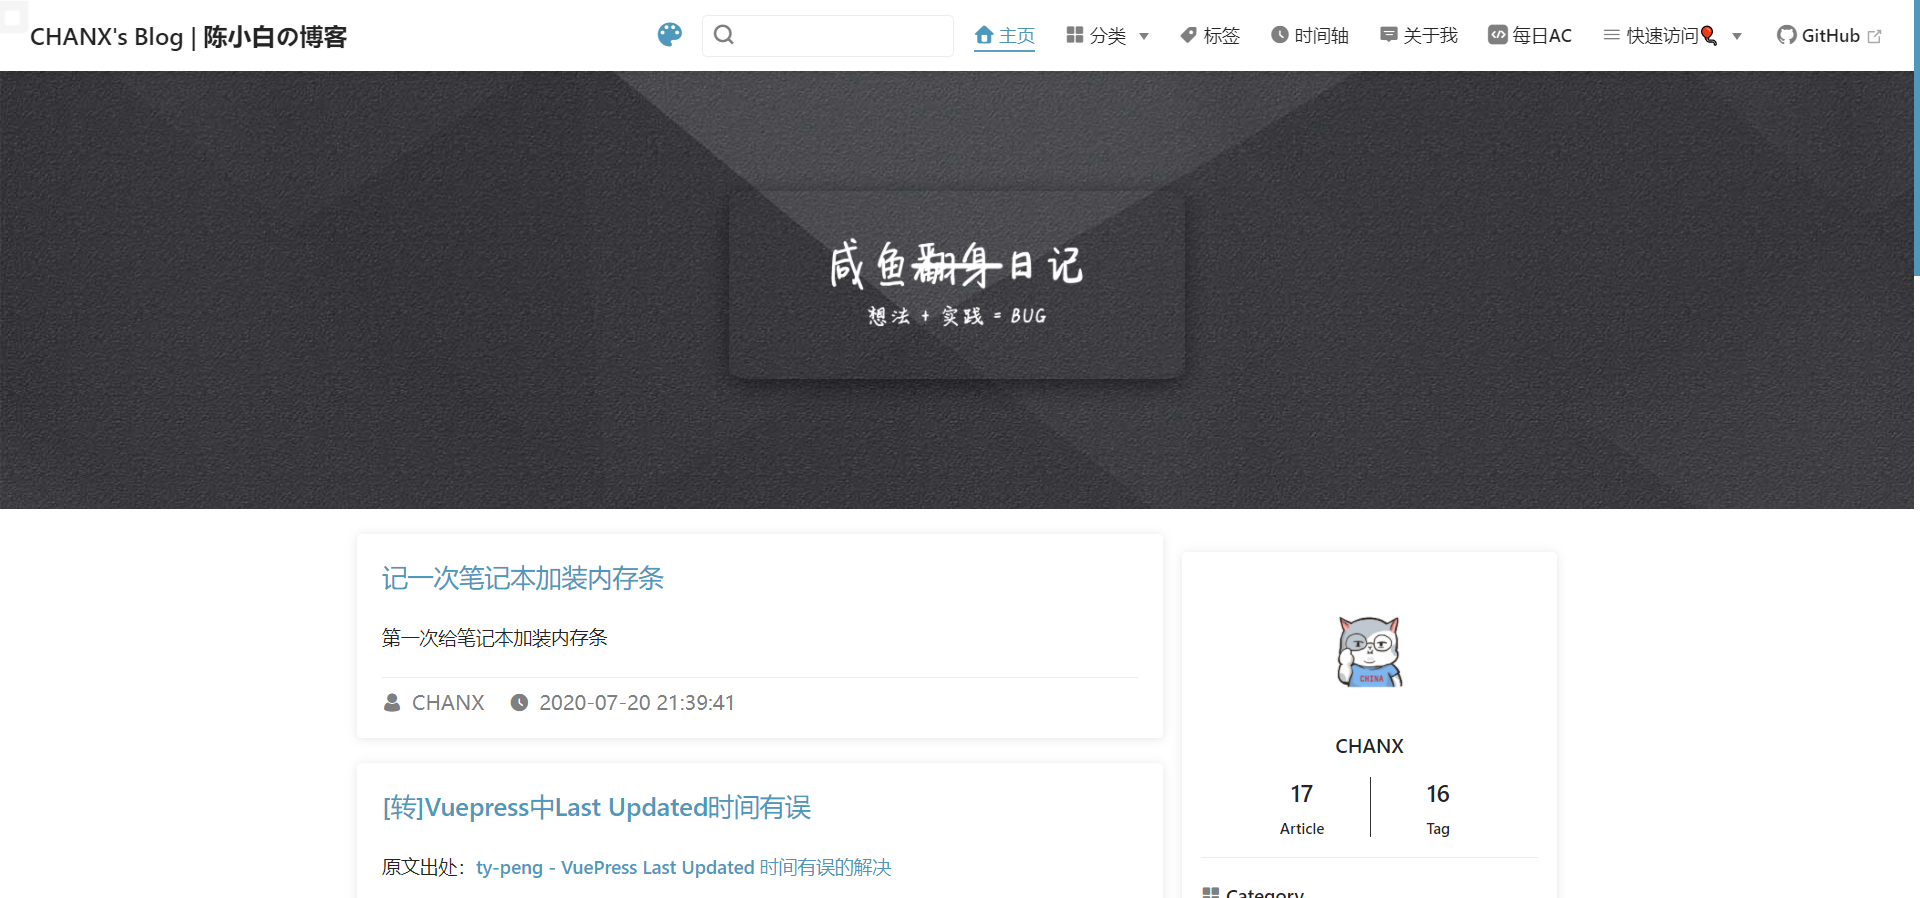 CHANX's Blog | 陈小白の博客
主页 分类 标签 时间轴 关于我 每日AC 快速访问 GitHub
咸鱼翻身日记
想法 + 实践 = BUG
记一次笔记本加装内存条
第一次给笔记本加装内存条
CHANX 2020-07-20 21:39:41
[转]Vuepress中Last Updated时间有误
原文出处：ty-peng - VuePress Last Updated 时间有误的解决
CHINA
CHANX
17 16
Article Tag
Category